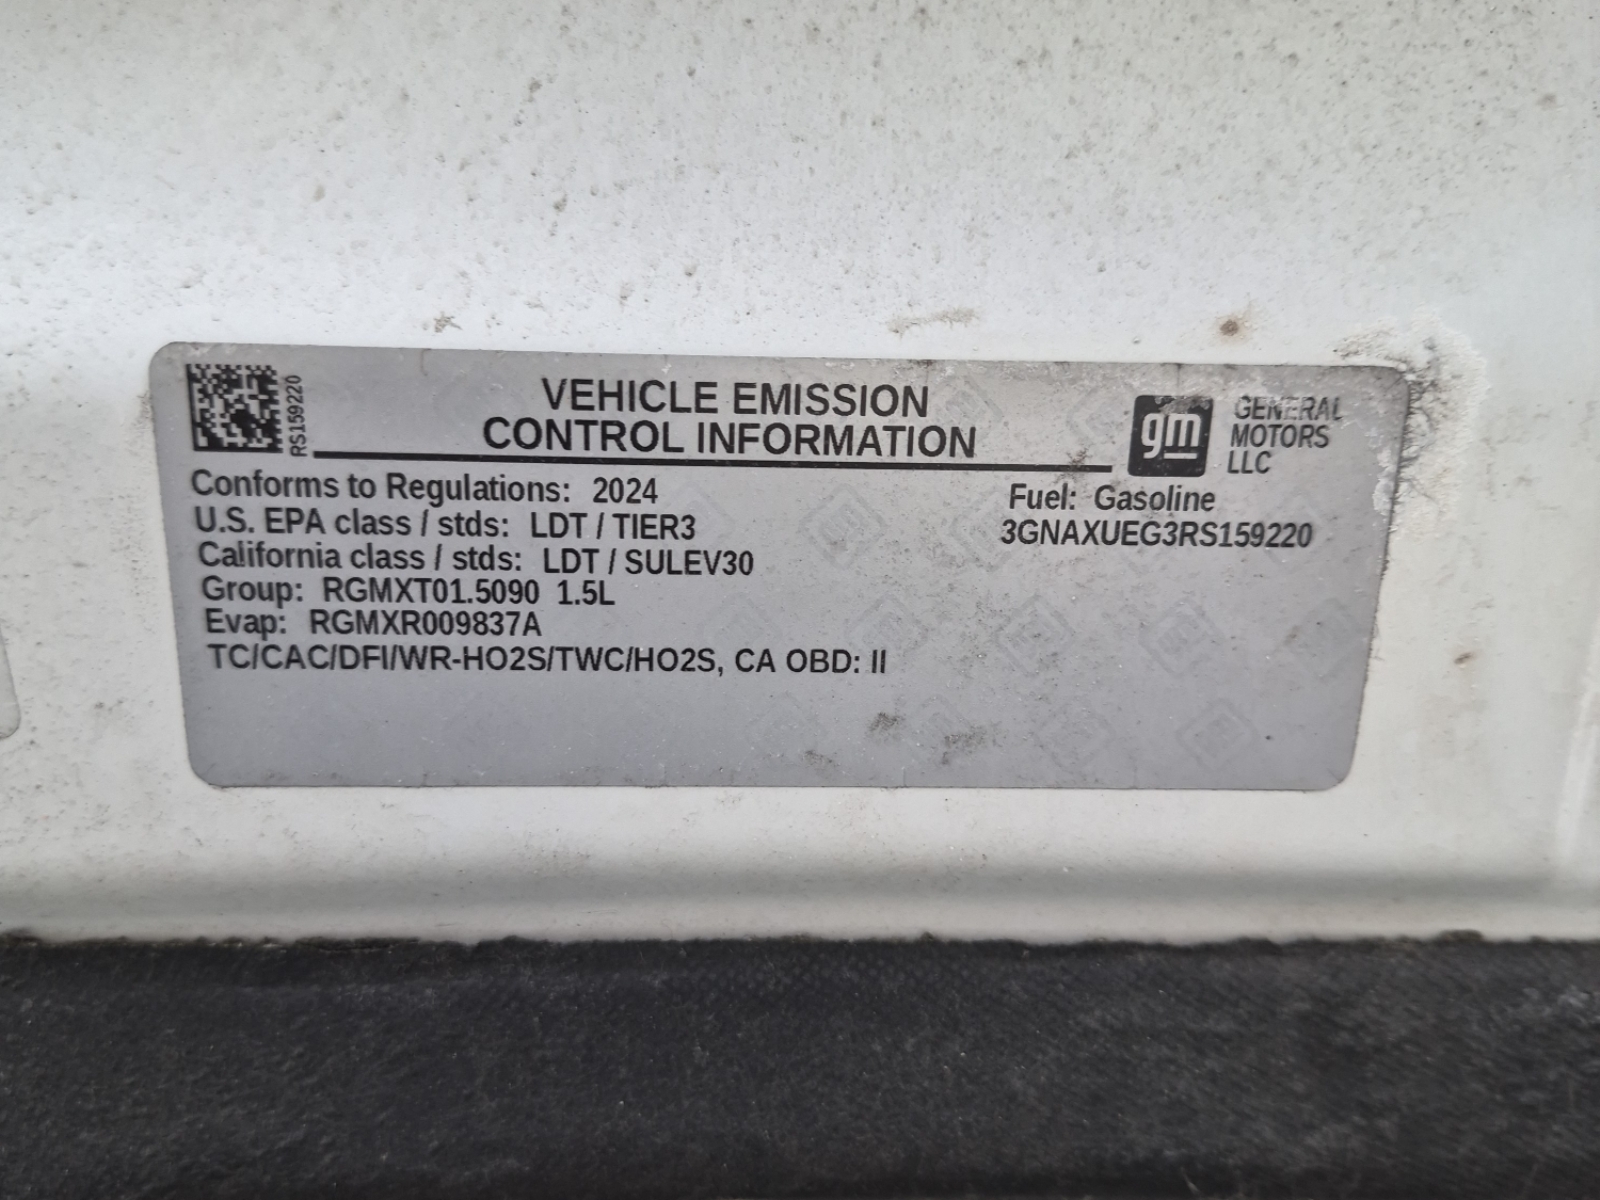 RS159220
VEHICLE EMISSION
CONTROL INFORMATION
gm
GENERAL
MOTORS
LLC
Conforms to Regulations: 2024
U.S. EPA class / stds: LDT / TIER3
California class / stds: LDT / SULEV30
Group: RGMXT01.5090 1.5L
Evap: RGMXR009837A
TC/CAC/DFI/WR-HO2S/TWC/HO2S, CA OBD: II
Fuel: Gasoline
3GNAXUEG3RS159220